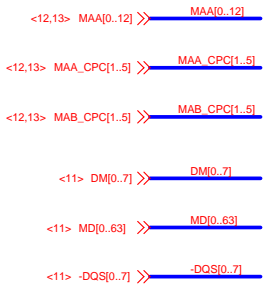 <12,13> MAA[0..12] MAA[0..12]
<12,13> MAA_CPC[1..5] MAA_CPC[1..5]
<12,13> MAB_CPC[1..5] MAB_CPC[1..5]
<11> DM[0..7] DM[0..7]
<11> MD[0..63] MD[0..63]
<11> -DQS[0..7] -DQS[0..7]